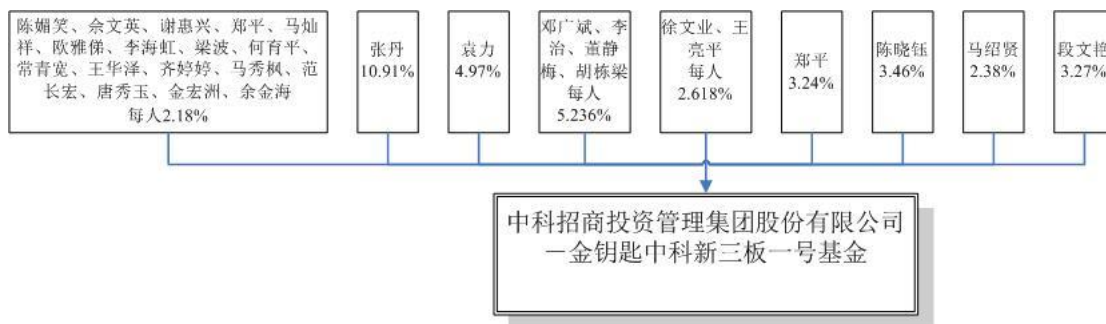 陈媚笑、佘文英、谢惠兴、郑平、马灿
祥、欧雅俤、李海虹、梁波、何育平、
常青宽、王华泽、齐婷婷、马秀枫、范
长宏、唐秀玉、金宏洲、余金海
每人2.18%
张丹
10.91%
袁力
4.97%
邓广斌、李
治、董静
梅、胡栋梁
每人
5.236%
徐文业、王
亮平
每人
2.618%
郑平
3.24%
陈晓钰
3.46%
马绍贤
2.38%
段文艳
3.27%
中科招商投资管理集团股份有限公司
－金钥匙中科新三板一号基金